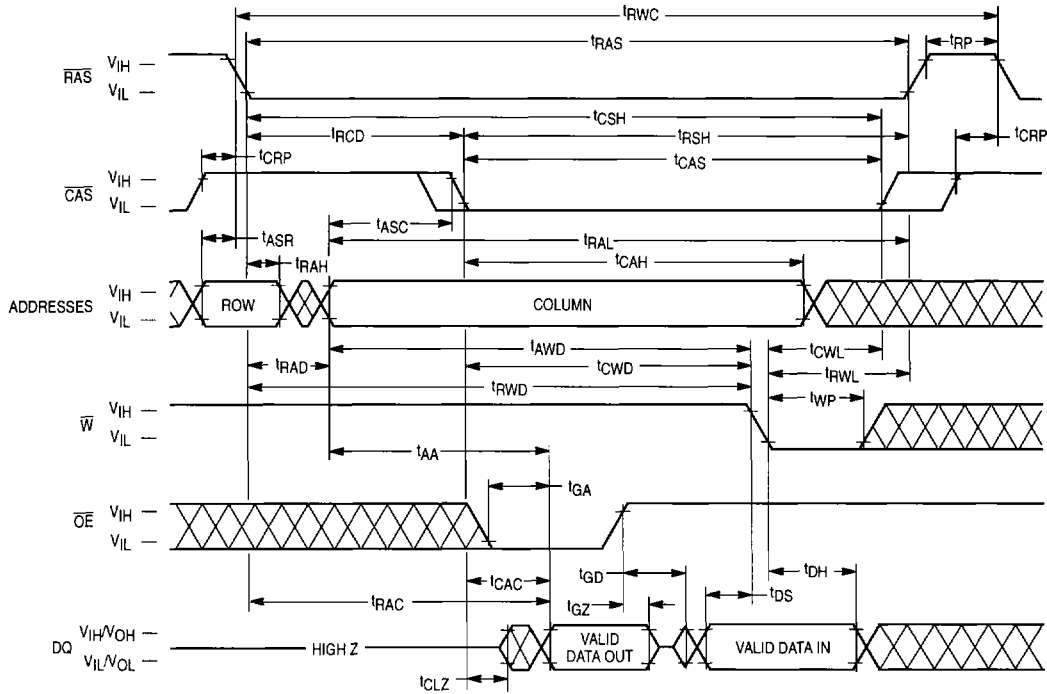 tRWC
tRAS
tRP
RAS
VIH
VIL
tCSH
tRCD
tRSH
tCRP
tCRP
tCAS
CAS
VIH
VIL
tASC
tASR
tRAL
tRAH
tCAH
ADDRESSES
VIH
VIL
ROW
COLUMN
tAWD
tCWL
tRAD
tCWD
tRWL
tRWD
tWP
W
VIH
VIL
tAA
tGA
OE
VIH
VIL
tCAC
tGD
tDH
tRAC
tGZ
tDS
DQ
VIH/VOH
VIL/VOL
HIGH Z
VALID
DATA OUT
VALID DATA IN
tCLZ